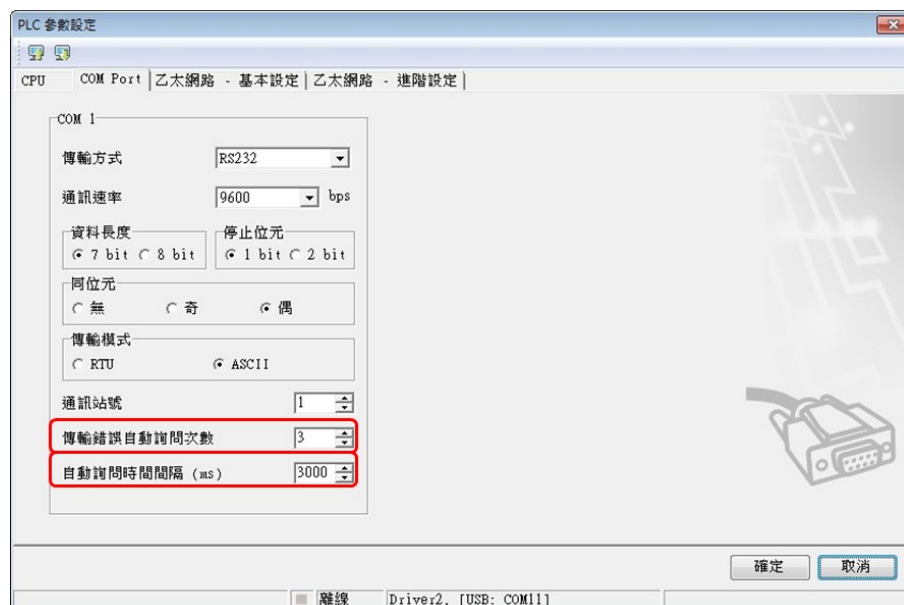 PLC 參數設定
CPU COM Port 乙太網路 - 基本設定 乙太網路 - 進階設定
COM 1
傳輸方式 RS232
通訊速率 9600 bps
資料長度 停止位元
7 bit 8 bit 1 bit 2 bit
同位元
無 奇 偶
傳輸模式
RTU ASCII
通訊站號 1
傳輸錯誤自動詢問次數 3
自動詢問時間間隔 (ms) 3000
確定 取消
離線 Driver2, [USB: COM11]